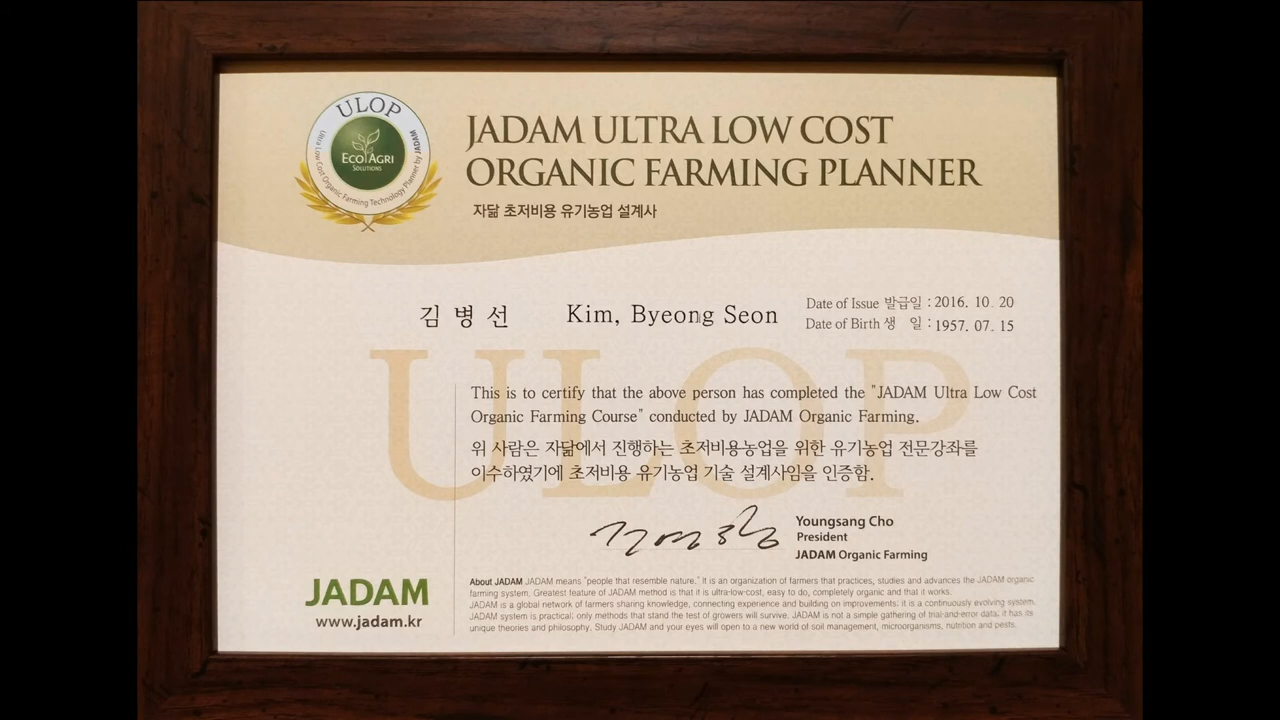 ULOP
Ultra Low Cost Organic Farming Technology Planner by JADAM
ECO AGRI
SOLUTIONS
JADAM ULTRA LOW COST
ORGANIC FARMING PLANNER
자닮 초저비용 유기농업 설계사
김 병 선 Kim, Byeong Seon
Date of Issue 발급일 : 2016. 10. 20
Date of Birth 생 일 : 1957. 07. 15
ULOP
This is to certify that the above person has completed the "JADAM Ultra Low Cost
Organic Farming Course" conducted by JADAM Organic Farming.
위 사람은 자닮에서 진행하는 초저비용농업을 위한 유기농업 전문강좌를
이수하였기에 초저비용 유기농업 기술 설계사임을 인증함.
조영상
Youngsang Cho
President
JADAM Organic Farming
JADAM
www.jadam.kr
About JADAM JADAM means "people that resemble nature." It is an organization of farmers that practices, studies and advances the JADAM organic
farming system. Greatest feature of JADAM method is that it is ultra-low-cost, easy to do, completely organic and that it works.
JADAM is a global network of farmers sharing knowledge, connecting experience and building on improvements; it is a continuously evolving system.
JADAM system is practical; only methods that stand the test of growers will survive. JADAM is not a simple gathering of trial-and-error data; it has its
unique theories and philosophy. Study JADAM and your eyes will open to a new world of soil management, microorganisms, nutrition and pests.